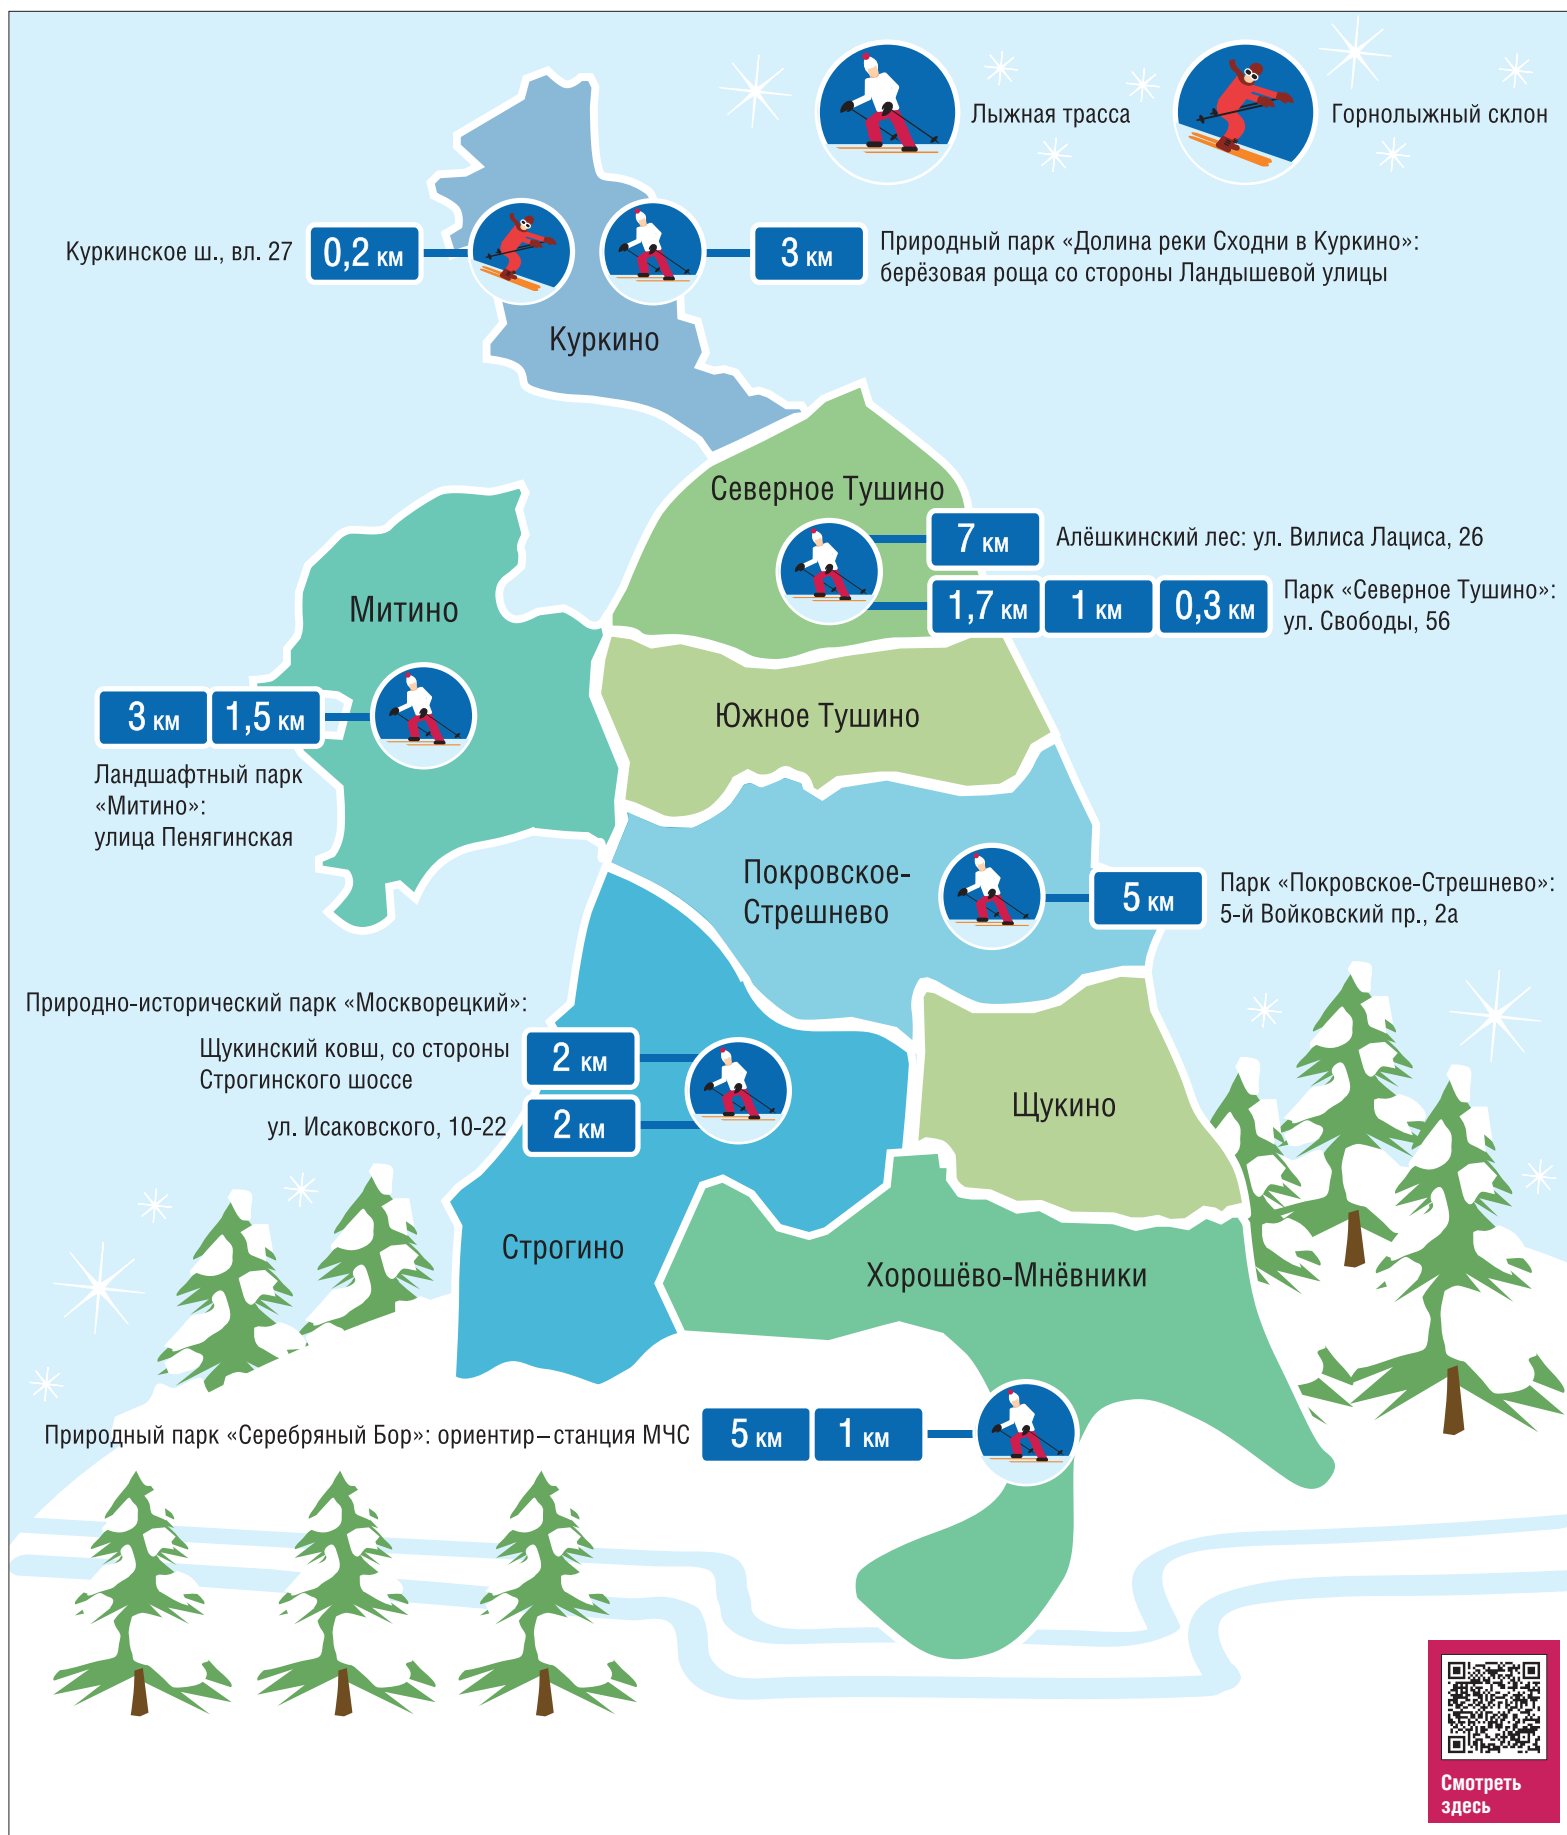 Лыжная трасса
Горнолыжный склон
Куркинское ш., вл. 27
0,2 км
3 км
Природный парк «Долина реки Сходни в Куркино»:
берёзовая роща со стороны Ландышевой улицы
Куркино
Северное Тушино
7 км
Алёшкинский лес: ул. Вилиса Лациса, 26
1,7 км
1 км
0,3 км
Парк «Северное Тушино»:
ул. Свободы, 56
Митино
3 км
1,5 км
Ландшафтный парк
«Митино»:
улица Пенягинская
Южное Тушино
Покровское-
Стрешнево
5 км
Парк «Покровское-Стрешнево»:
5-й Войковский пр., 2а
Природно-исторический парк «Москворецкий»:
Щукинский ковш, со стороны
Строгинского шоссе
2 км
ул. Исаковского, 10-22
2 км
Щукино
Строгино
Хорошёво-Мнёвники
Природный парк «Серебряный Бор»: ориентир – станция МЧС
5 км
1 км
Смотреть
здесь